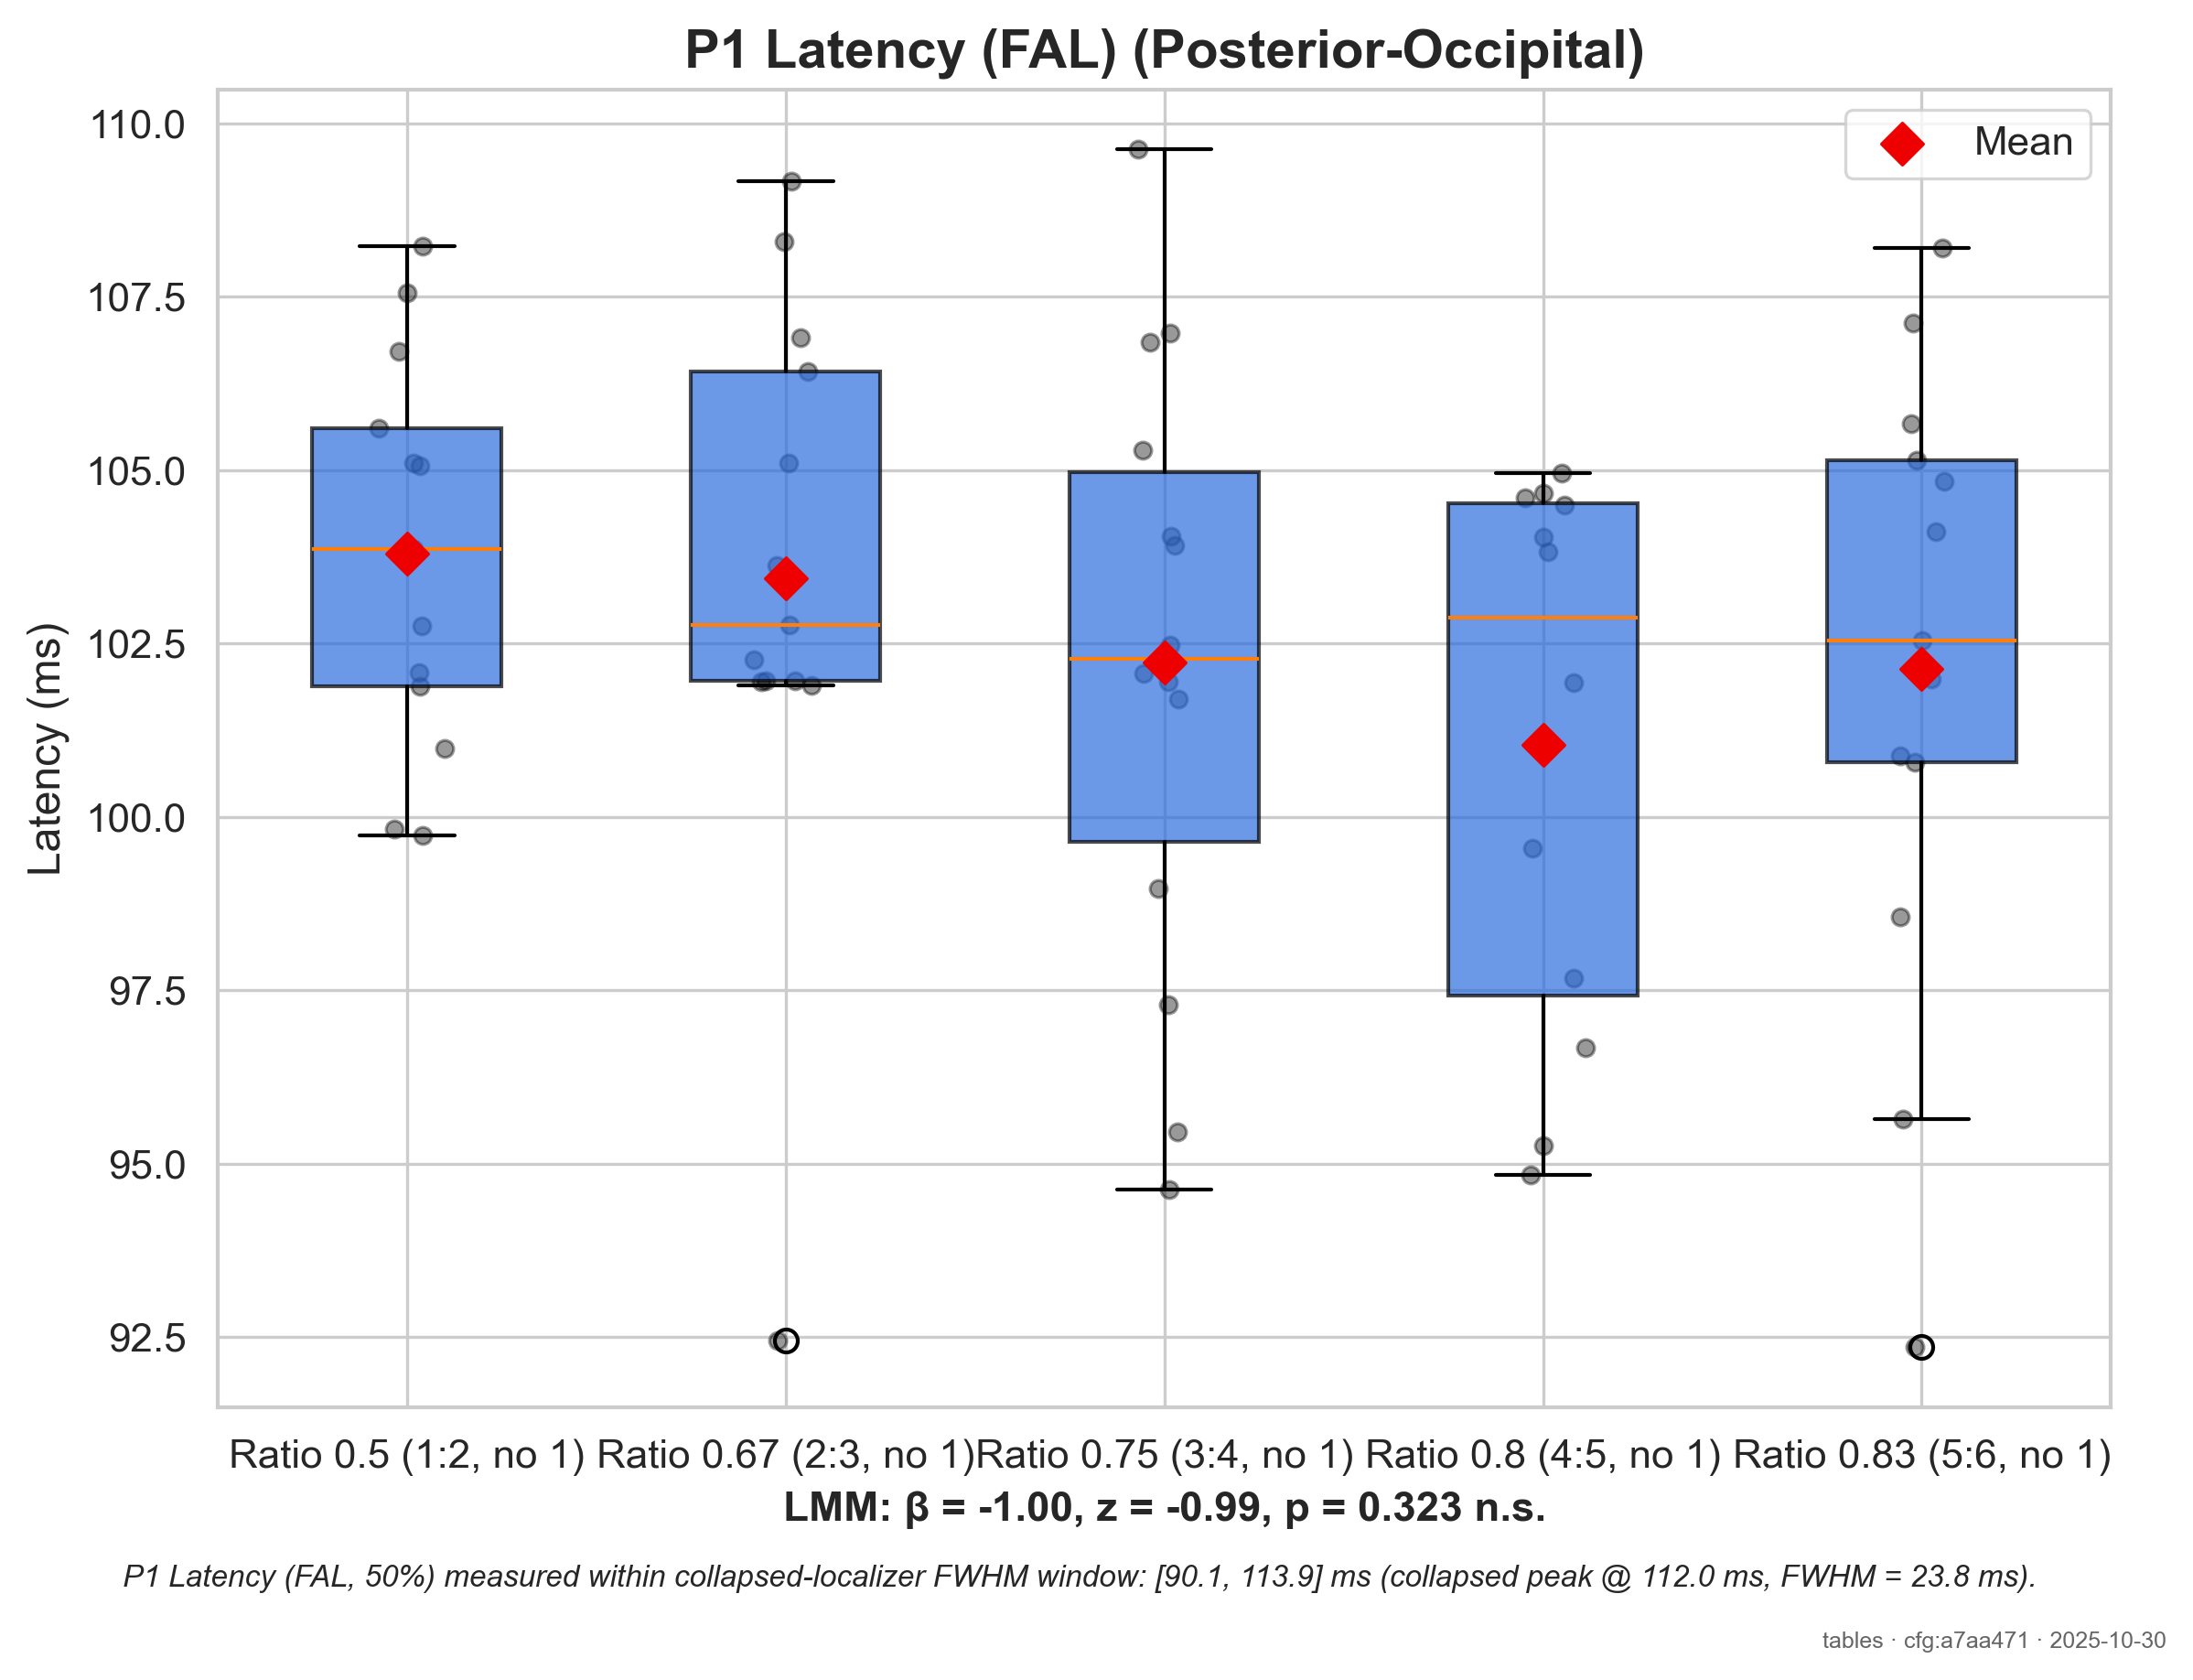 P1 Latency (FAL) (Posterior-Occipital)
Mean
Latency (ms)
110.0
107.5
105.0
102.5
100.0
97.5
95.0
92.5
Ratio 0.5 (1:2, no 1) Ratio 0.67 (2:3, no 1) Ratio 0.75 (3:4, no 1) Ratio 0.8 (4:5, no 1) Ratio 0.83 (5:6, no 1)
LMM: β = -1.00, z = -0.99, p = 0.323 n.s.
P1 Latency (FAL, 50%) measured within collapsed-localizer FWHM window: [90.1, 113.9] ms (collapsed peak @ 112.0 ms, FWHM = 23.8 ms).
tables · cfg:a7aa471 · 2025-10-30